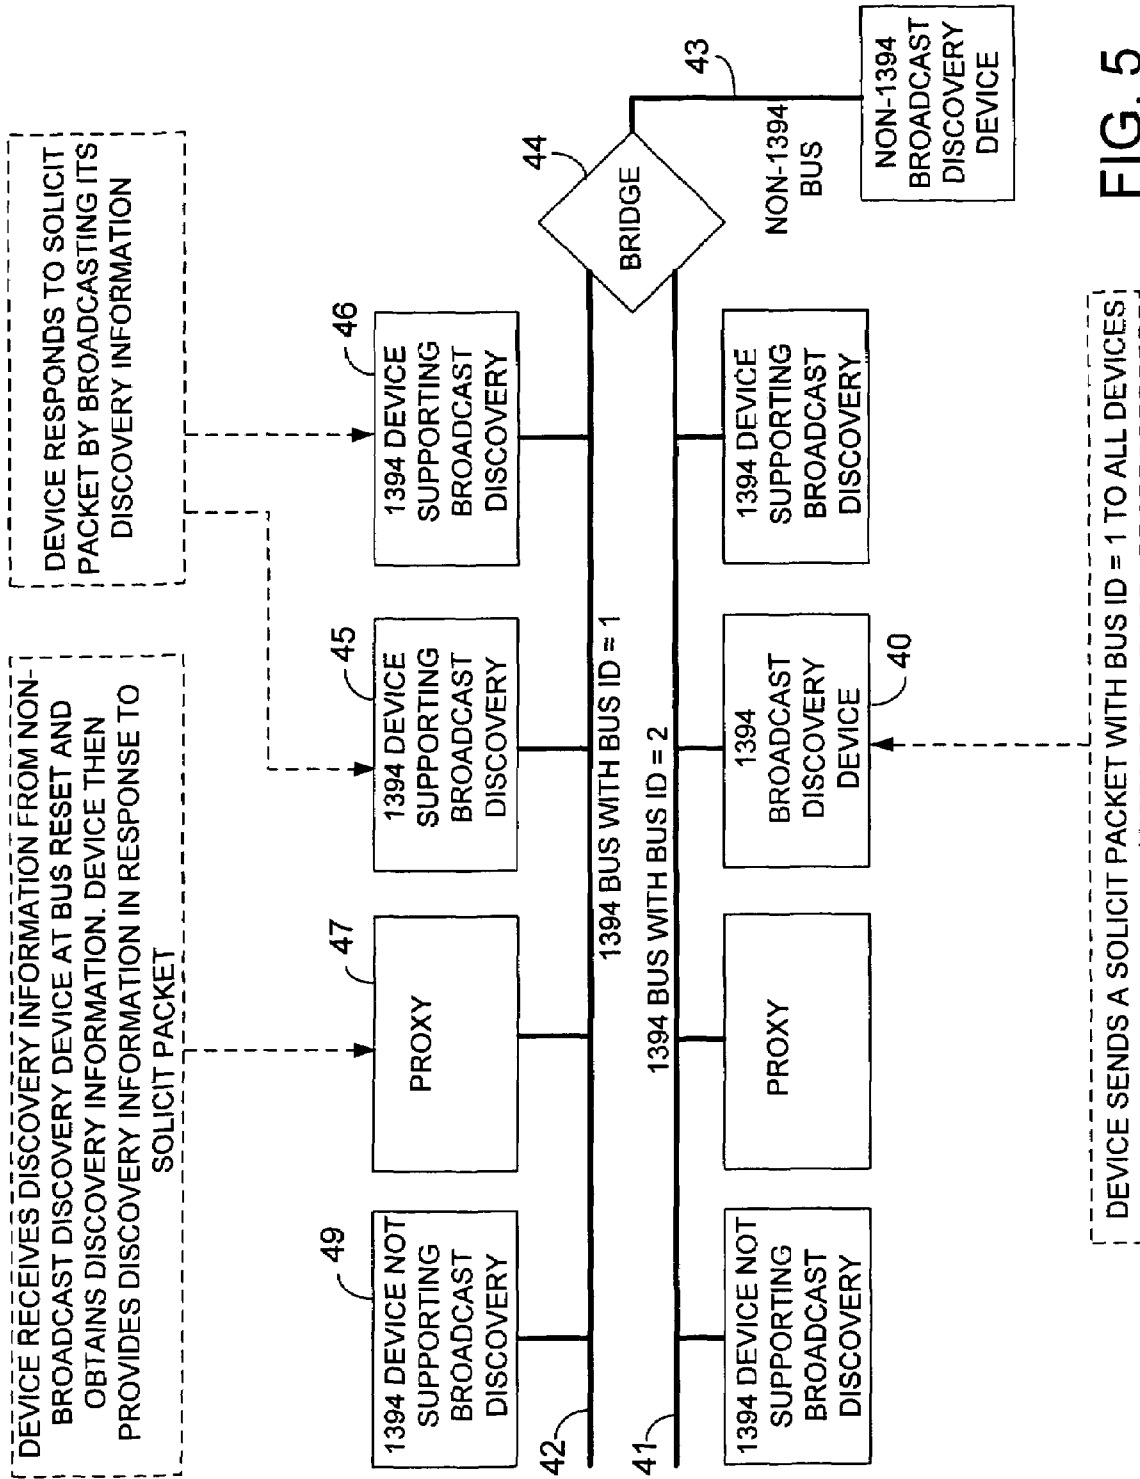 DEVICE RECEIVES DISCOVERY INFORMATION FROM NON-
BROADCAST DISCOVERY DEVICE AT BUS RESET AND
OBTAINS DISCOVERY INFORMATION. DEVICE THEN
PROVIDES DISCOVERY INFORMATION IN RESPONSE TO
SOLICIT PACKET
DEVICE RESPONDS TO SOLICIT
PACKET BY BROADCASTING ITS
DISCOVERY INFORMATION
49
1394 DEVICE NOT
SUPPORTING
BROADCAST
DISCOVERY
47
PROXY
45
1394 DEVICE
SUPPORTING
BROADCAST
DISCOVERY
46
1394 DEVICE
SUPPORTING
BROADCAST
DISCOVERY
44
BRIDGE
42
1394 BUS WITH BUS ID = 1
41
1394 BUS WITH BUS ID = 2
43
NON-1394
BUS
NON-1394
BROADCAST
DISCOVERY
DEVICE
1394 DEVICE NOT
SUPPORTING
BROADCAST
DISCOVERY
PROXY
1394
BROADCAST
DISCOVERY
DEVICE
40
1394 DEVICE
SUPPORTING
BROADCAST
DISCOVERY
DEVICE SENDS A SOLICIT PACKET WITH BUS ID = 1 TO ALL DEVICES
FIG. 5